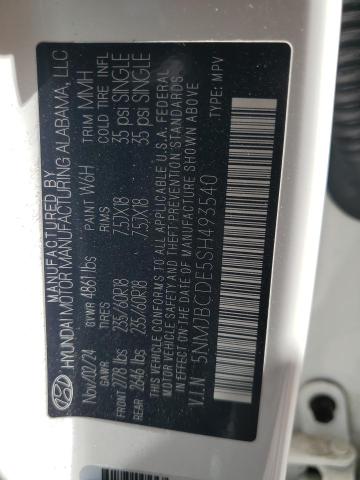 MANUFACTURED BY
HYUNDAI MOTOR MANUFACTURING ALABAMA, LLC
Nov/02/24 GVWR 4861 lbs PAINT W6H TRIM MMH
GAWR TIRES RIMS COLD TIRE INF.
FRONT 2778 lbs 235/60R18 7.5JX18 35 psi SINGLE
REAR 2646 lbs 235/60R18 7.5JX18 35 psi SINGLE
THIS VEHICLE CONFORMS TO ALL APPLICABLE U.S.A. FEDERAL
MOTOR VEHICLE SAFETY, BUMPER, AND THEFT-PREVENTION STANDARDS
IN EFFECT ON THE DATE OF MANUFACTURE SHOWN ABOVE.
V.I.N: 5NMJBCDE5SH493540 TYPE: MPV